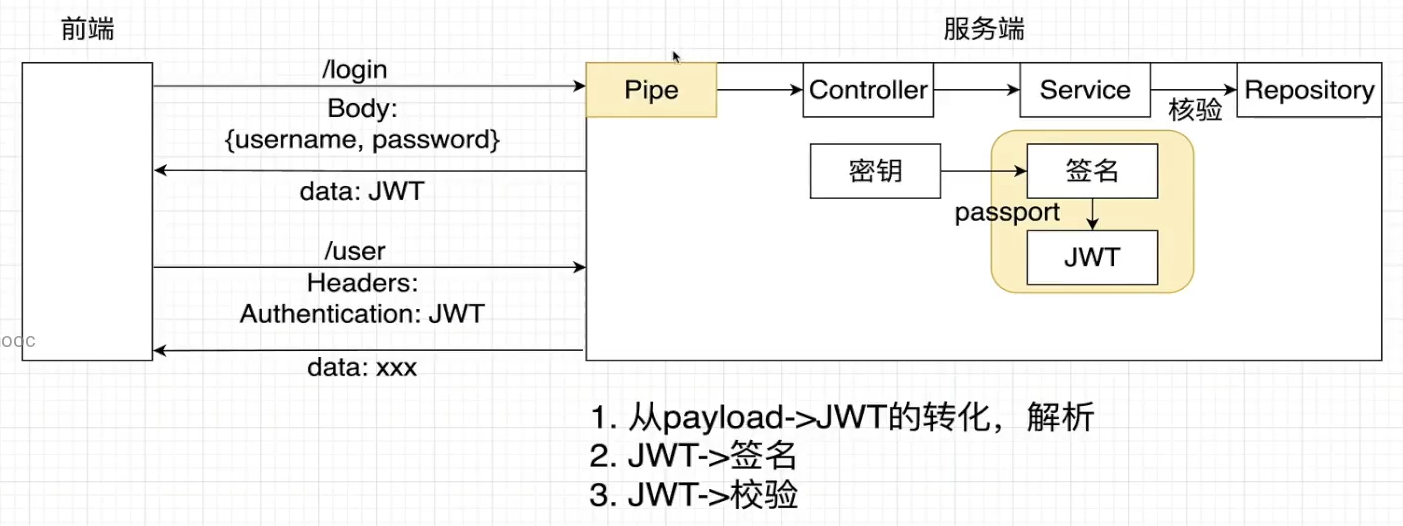 前端
服务端
/login
Body:
{username, password}
data: JWT
/user
Headers:
Authentication: JWT
data: xxx
Pipe
Controller
Service
核验
Repository
密钥
签名
passport
JWT
ooc
1. 从payload->JWT的转化，解析
2. JWT->签名
3. JWT->校验